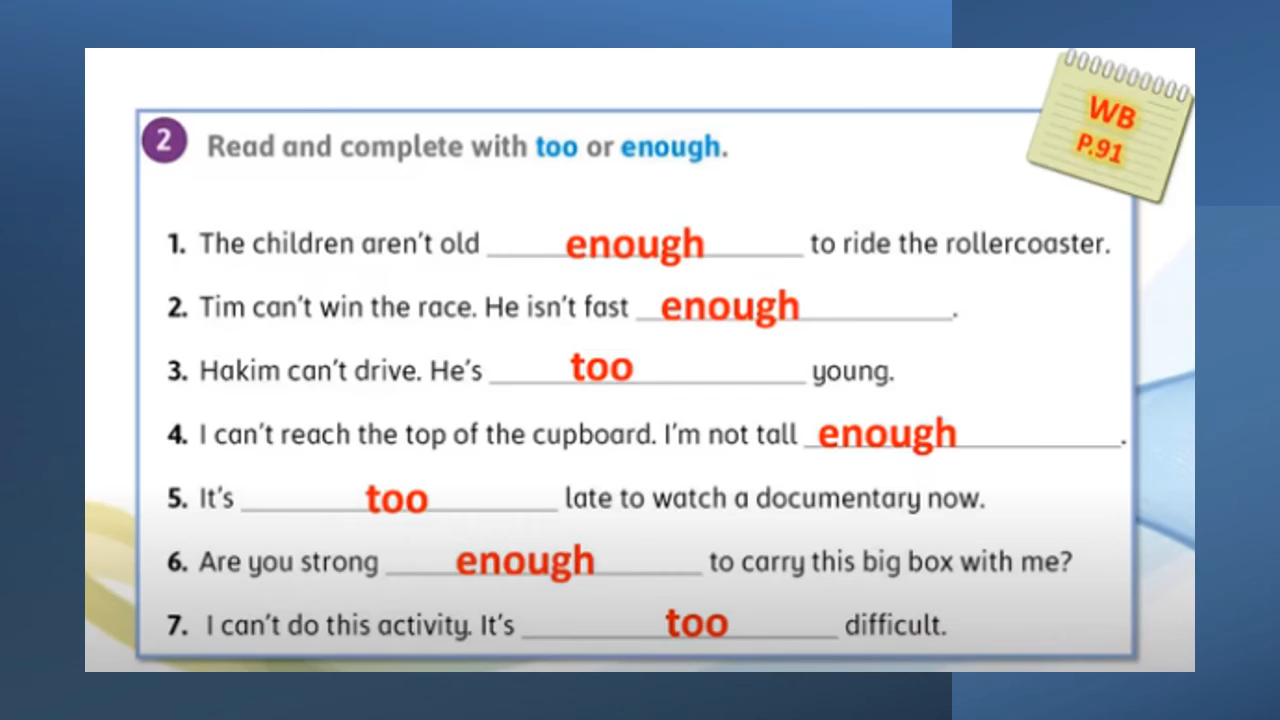 WB
P.91
2 Read and complete with too or enough.
1. The children aren't old enough to ride the rollercoaster.
2. Tim can't win the race. He isn't fast enough.
3. Hakim can't drive. He's too young.
4. I can't reach the top of the cupboard. I'm not tall enough.
5. It's too late to watch a documentary now.
6. Are you strong enough to carry this big box with me?
7. I can't do this activity. It's too difficult.